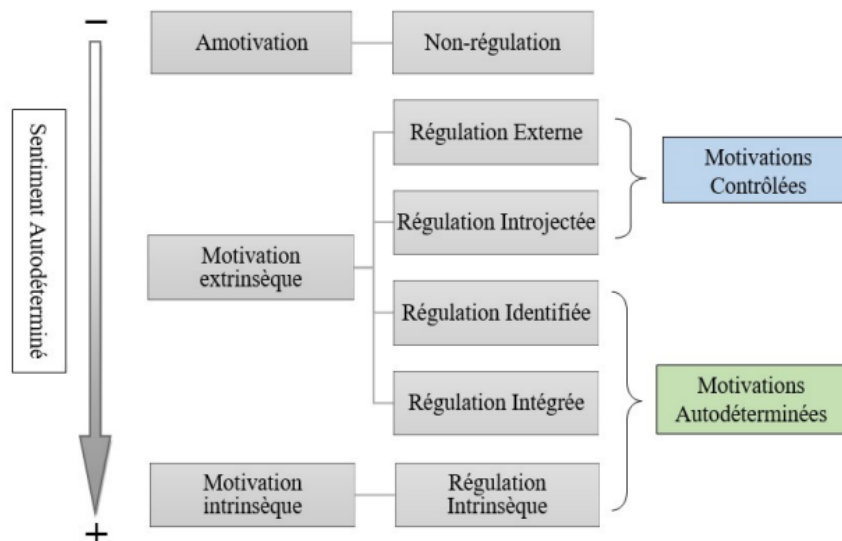 −
Sentiment Autodéterminé
+
Amotivation
Non-régulation
Motivation
extrinsèque
Régulation Externe
Régulation Introjectée
Régulation Identifiée
Régulation Intégrée
Motivation
intrinsèque
Régulation
Intrinsèque
Motivations
Contrôlées
Motivations
Autodéterminées